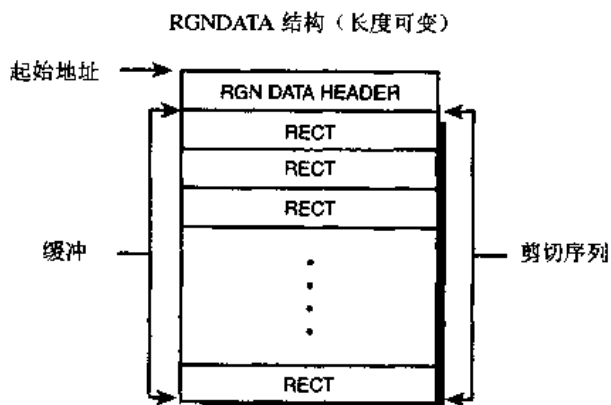 RGNDATA 结构（长度可变）
起始地址
RGN DATA HEADER
RECT
RECT
RECT
缓冲
剪切序列
RECT